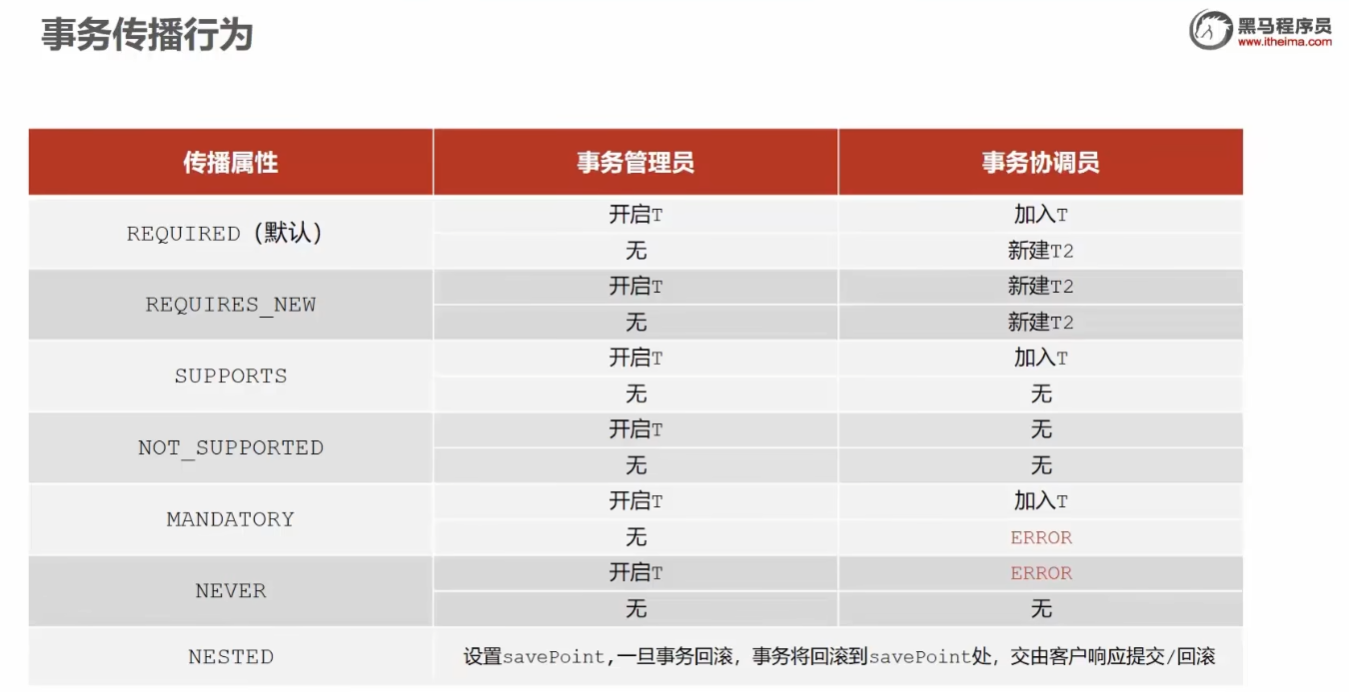 事务传播行为
黑马程序员
www.itheima.com
传播属性 事务管理员 事务协调员
REQUIRED（默认） 开启T 加入T
无 新建T2
REQUIRES_NEW 开启T 新建T2
无 新建T2
SUPPORTS 开启T 加入T
无 无
NOT_SUPPORTED 开启T 无
无 无
MANDATORY 开启T 加入T
无 ERROR
NEVER 开启T ERROR
无 无
NESTED 设置savePoint,一旦事务回滚，事务将回滚到savePoint处，交由客户响应提交/回滚